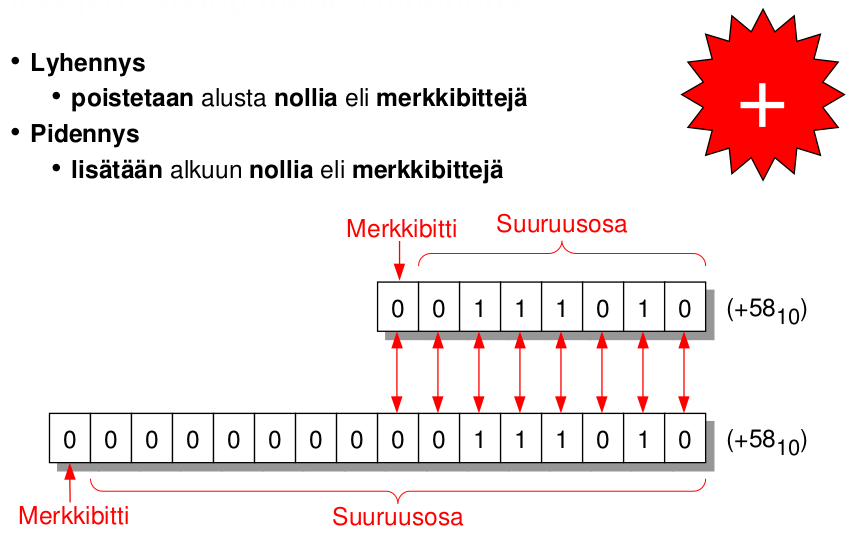 • Lyhennys
• poistetaan alusta nollia eli merkkibittejä
• Pidennys
• lisätään alkuun nollia eli merkkibittejä
+
Merkkibitti Suuruusosa
0 0 1 1 1 0 1 0 (+58₁₀)
0 0 0 0 0 0 0 0 0 0 1 1 1 0 1 0 (+58₁₀)
Merkkibitti Suuruusosa